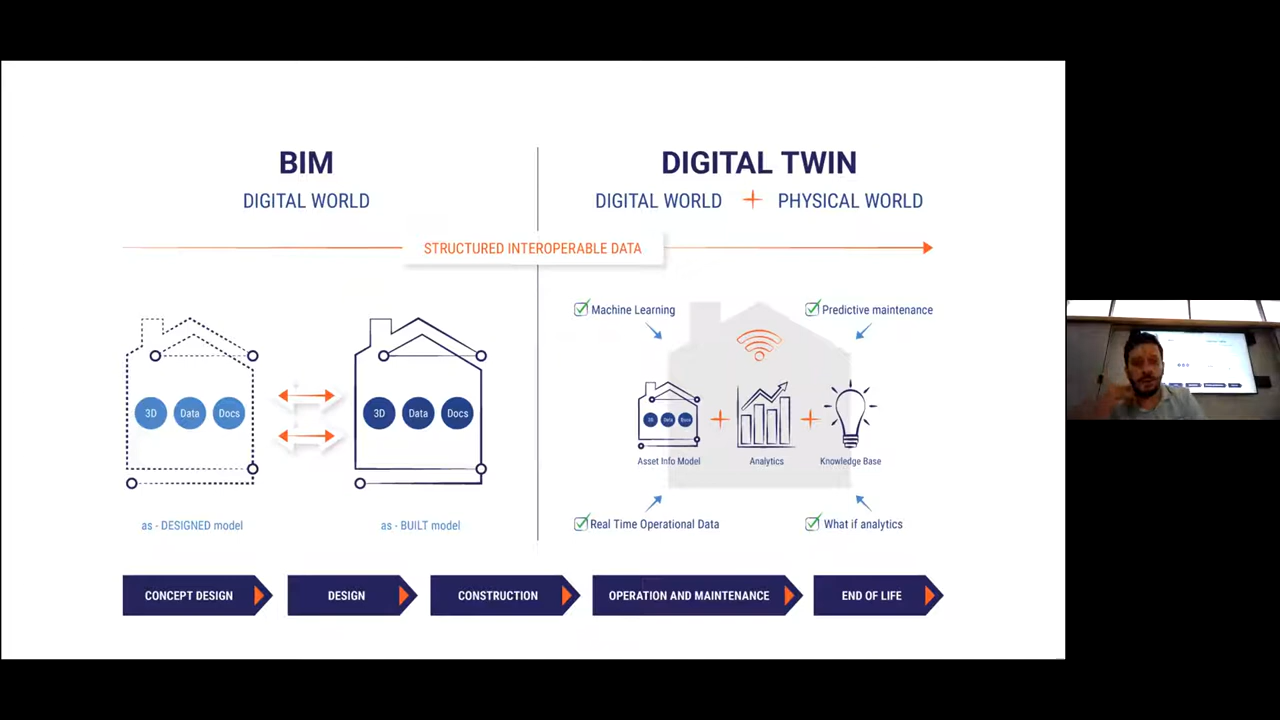 BIM
DIGITAL WORLD
DIGITAL TWIN
DIGITAL WORLD + PHYSICAL WORLD
STRUCTURED INTEROPERABLE DATA
3D Data Docs
as - DESIGNED model
3D Data Docs
as - BUILT model
Machine Learning
Predictive maintenance
3D Data
Asset Info Model
Analytics
Knowledge Base
Real Time Operational Data
What if analytics
CONCEPT DESIGN
DESIGN
CONSTRUCTION
OPERATION AND MAINTENANCE
END OF LIFE